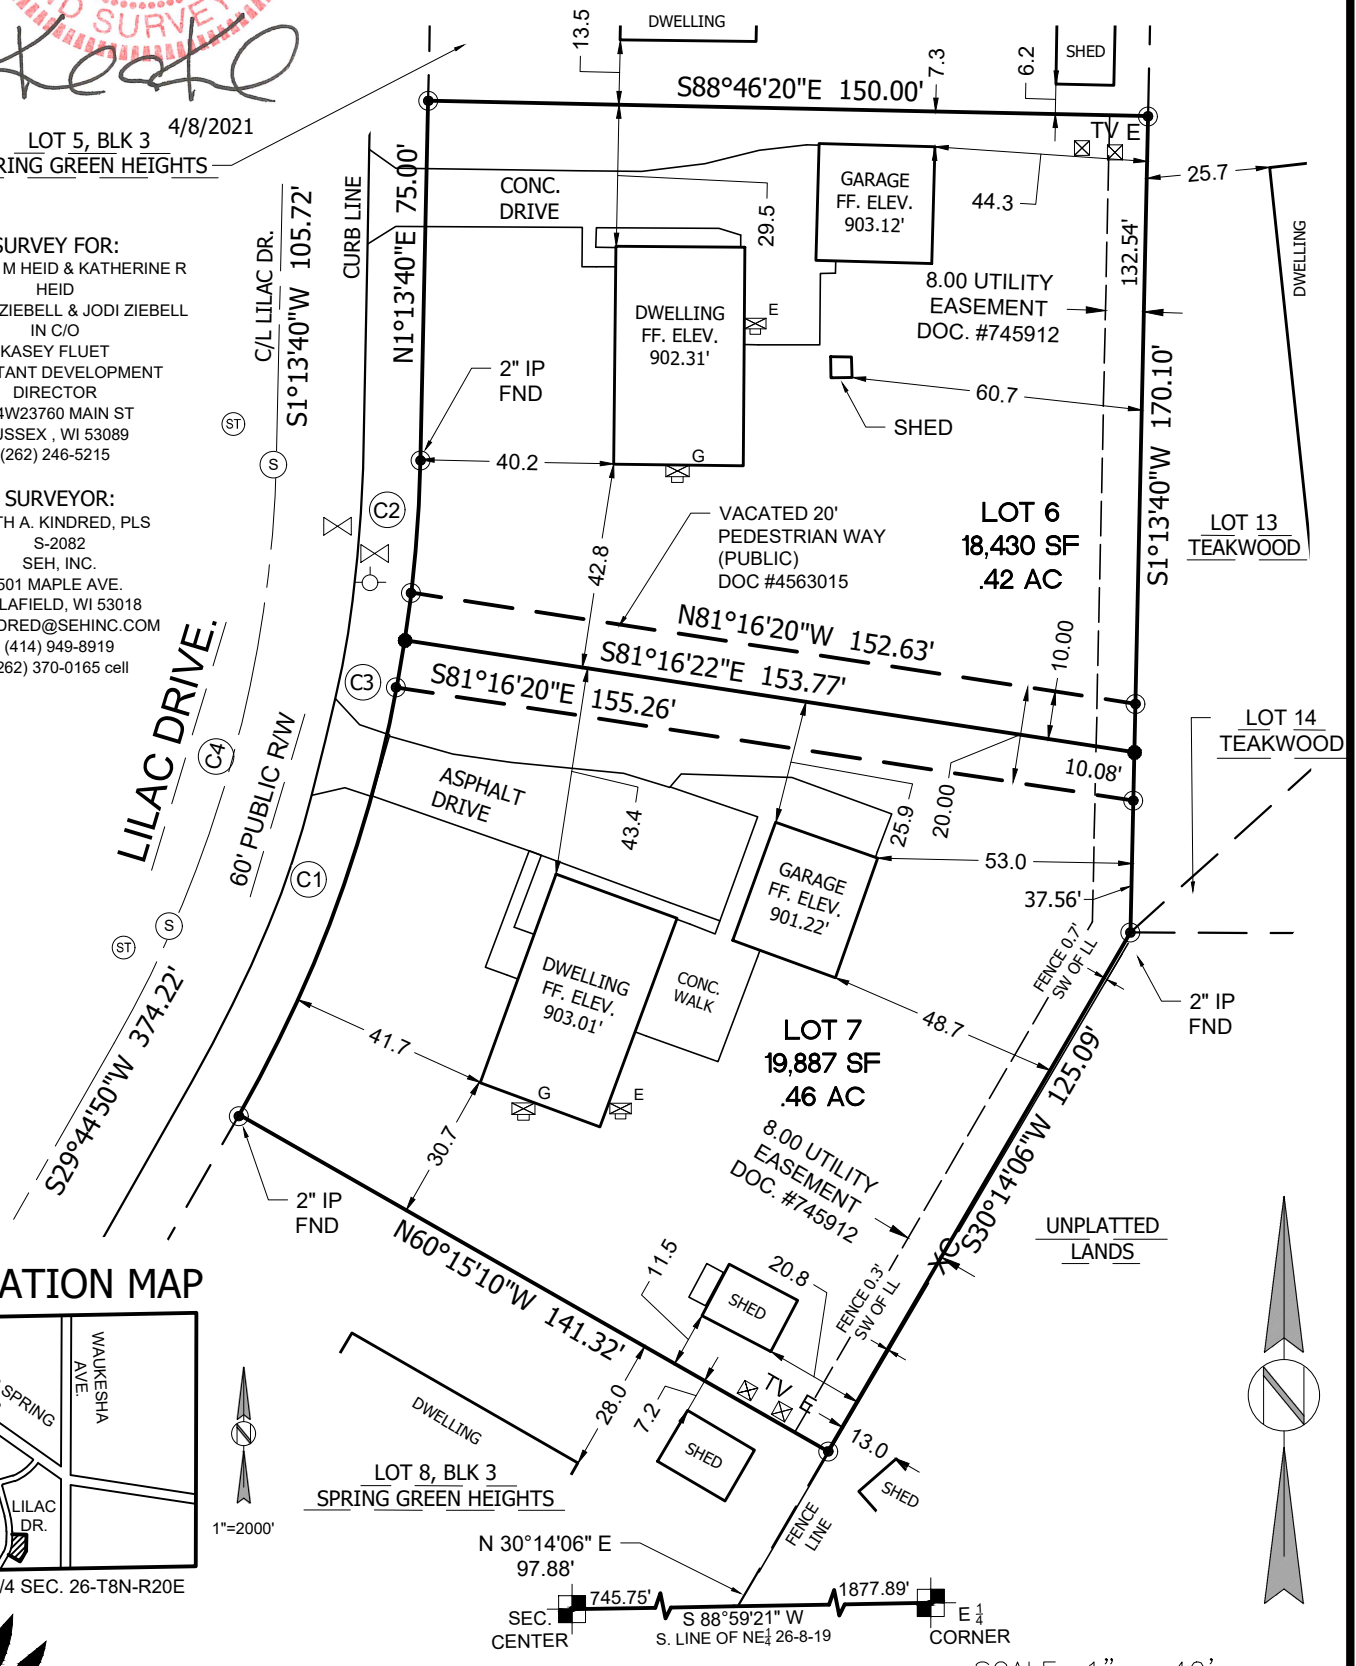 D SURVEY
4/8/2021
LOT 5, BLK 3
RING GREEN HEIGHTS
SURVEY FOR:
M HEID & KATHERINE R
HEID
ZIEBELL & JODI ZIEBELL
IN C/O
KASEY FLUET
TANT DEVELOPMENT
DIRECTOR
4W23760 MAIN ST
USSEX , WI 53089
(262) 246-5215
SURVEYOR:
TH A. KINDRED, PLS
S-2082
SEH, INC.
501 MAPLE AVE.
LAFIELD, WI 53018
DRED@SEHINC.COM
(414) 949-8919
262) 370-0165 cell
DWELLING
13.5
SHED
6.2
7.3
S88°46'20"E 150.00'
TV E
25.7
DWELLING
CONC.
DRIVE
GARAGE
FF. ELEV.
903.12'
44.3
29.5
132.54'
N1°13'40"E 75.00'
CURB LINE
C/L LILAC DR.
S1°13'40"W 105.72'
8.00 UTILITY
EASEMENT
DOC. #745912
DWELLING
FF. ELEV.
902.31'
E
G
2" IP
FND
60.7
SHED
40.2
S1°13'40"W 170.10'
ST
S
C2
VACATED 20'
PEDESTRIAN WAY
(PUBLIC)
DOC #4563015
LOT 6
18,430 SF
.42 AC
LOT 13
TEAKWOOD
42.8
N81°16'20"W 152.63'
S81°16'22"E 153.77'
S81°16'20"E 155.26'
10.00
C3
LOT 14
TEAKWOOD
10.08'
20.00
LILAC DRIVE.
C4
60' PUBLIC R/W
ASPHALT
DRIVE
43.4
25.9
53.0
37.56'
C1
GARAGE
FF. ELEV.
901.22'
ST
S
DWELLING
FF. ELEV.
903.01'
CONC.
WALK
FENCE 0.7'
SW OF LL
2" IP
FND
41.7
48.7
LOT 7
19,887 SF
.46 AC
S29°44'50"W 374.22'
G
E
30.7
S30°14'06"W 125.09'
8.00 UTILITY
EASEMENT
DOC. #745912
2" IP
FND
N60°15'10"W 141.32'
UNPLATTED
LANDS
XC
11.5
20.8
SHED
FENCE 0.3'
SW OF LL
ATION MAP
WAUKESHA
AVE.
SPRING
LILAC
DR.
1"=2000'
/4 SEC. 26-T8N-R20E
DWELLING
28.0
7.2
TV E
SHED
13.0
SHED
LOT 8, BLK 3
SPRING GREEN HEIGHTS
FENCE
LINE
N 30°14'06" E
97.88'
745.75'
1877.89'
SEC.
CENTER
S 88°59'21" W
S. LINE OF NE¼ 26-8-19
E ¼
CORNER
N
N